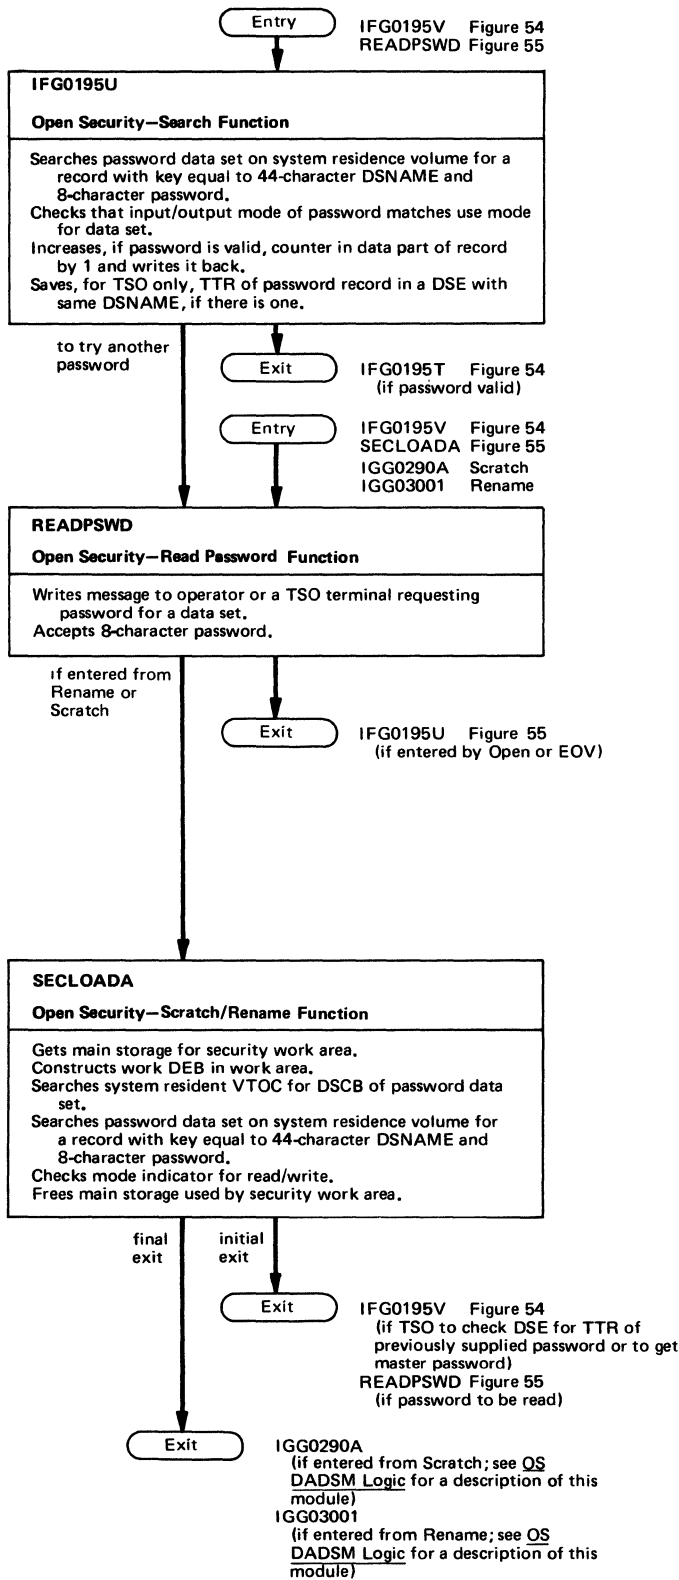 Entry
IFG0195V Figure 54
READPSWD Figure 55
IFG0195U
Open Security—Search Function
Searches password data set on system residence volume for a
record with key equal to 44-character DSNAME and
8-character password.
Checks that input/output mode of password matches use mode
for data set.
Increases, if password is valid, counter in data part of record
by 1 and writes it back.
Saves, for TSO only, TTR of password record in a DSE with
same DSNAME, if there is one.
to try another
password
Exit
IFG0195T Figure 54
(if password valid)
Entry
IFG0195V Figure 54
SECLOADA Figure 55
IGG0290A Scratch
IGG03001 Rename
READPSWD
Open Security—Read Password Function
Writes message to operator or a TSO terminal requesting
password for a data set.
Accepts 8-character password.
if entered from
Rename or
Scratch
Exit
IFG0195U Figure 55
(if entered by Open or EOV)
SECLOADA
Open Security—Scratch/Rename Function
Gets main storage for security work area.
Constructs work DEB in work area.
Searches system resident VTOC for DSCB of password data
set.
Searches password data set on system residence volume for
a record with key equal to 44-character DSNAME and
8-character password.
Checks mode indicator for read/write.
Frees main storage used by security work area.
final
exit
initial
exit
Exit
IFG0195V Figure 54
(if TSO to check DSE for TTR of
previously supplied password or to get
master password)
READPSWD Figure 55
(if password to be read)
Exit
IGG0290A
(if entered from Scratch; see OS
DADSM Logic for a description of this
module)
IGG03001
(if entered from Rename; see OS
DADSM Logic for a description of this
module)